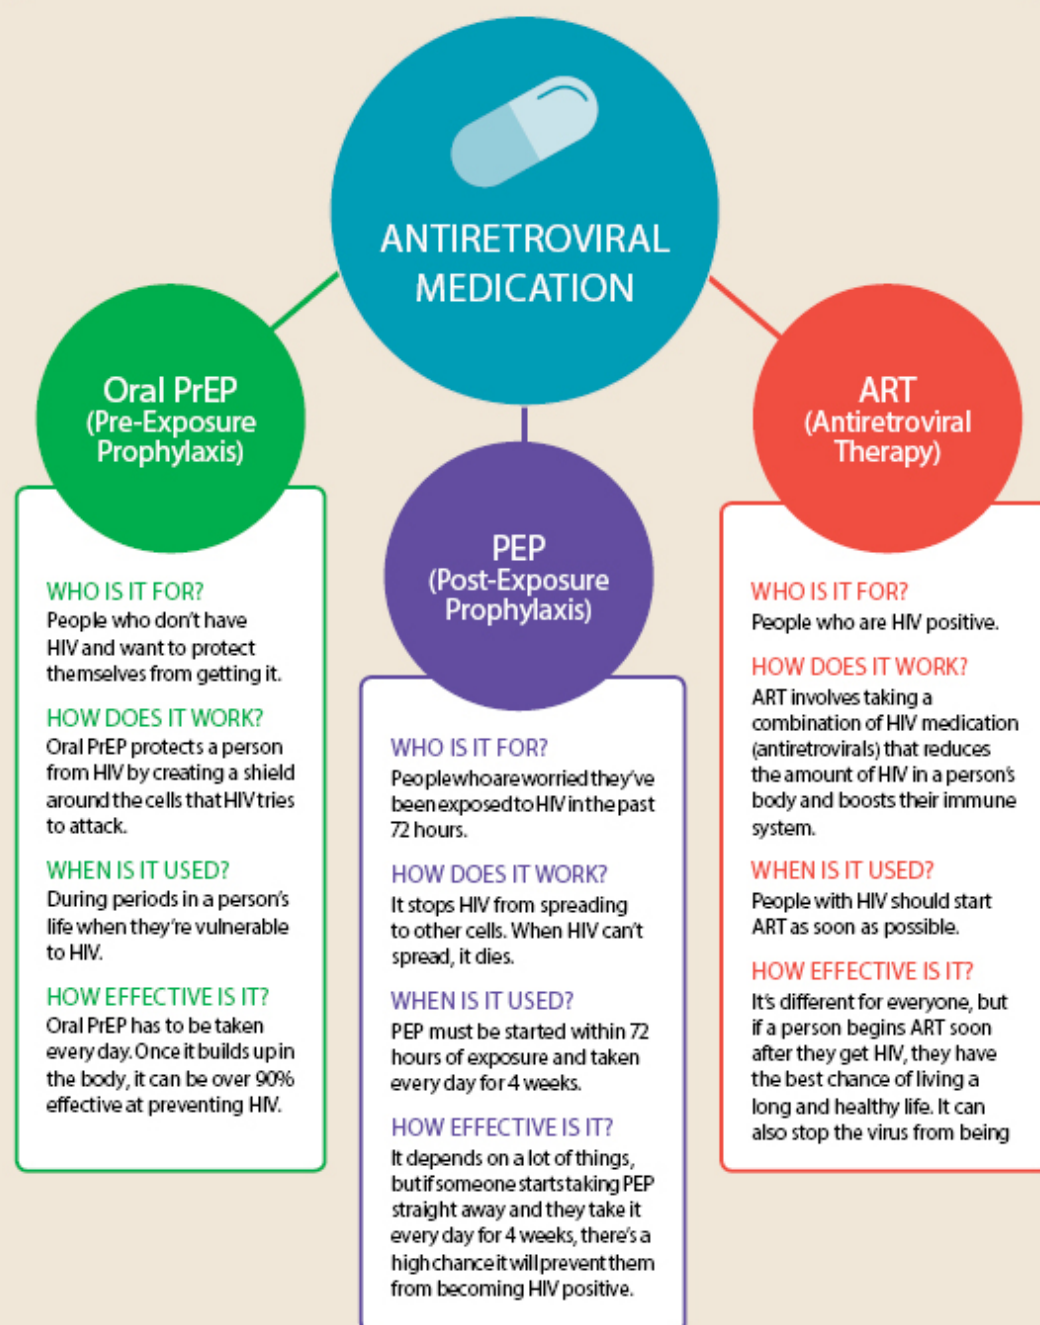 ANTIRETROVIRAL
MEDICATION
Oral PrEP
(Pre-Exposure
Prophylaxis)
WHO IS IT FOR?
People who don't have
HIV and want to protect
themselves from getting it.
HOW DOES IT WORK?
Oral PrEP protects a person
from HIV by creating a shield
around the cells that HIV tries
to attack.
WHEN IS IT USED?
During periods in a person's
life when they're vulnerable
to HIV.
HOW EFFECTIVE IS IT?
Oral PrEP has to be taken
every day. Once it builds up in
the body, it can be over 90%
effective at preventing HIV.
PEP
(Post-Exposure
Prophylaxis)
WHO IS IT FOR?
People who are worried they've
been exposed to HIV in the past
72 hours.
HOW DOES IT WORK?
It stops HIV from spreading
to other cells. When HIV can't
spread, it dies.
WHEN IS IT USED?
PEP must be started within 72
hours of exposure and taken
every day for 4 weeks.
HOW EFFECTIVE IS IT?
It depends on a lot of things,
but if someone starts taking PEP
straight away and they take it
every day for 4 weeks, there's a
high chance it will prevent them
from becoming HIV positive.
ART
(Antiretroviral
Therapy)
WHO IS IT FOR?
People who are HIV positive.
HOW DOES IT WORK?
ART involves taking a
combination of HIV medication
(antiretrovirals) that reduces
the amount of HIV in a person's
body and boosts their immune
system.
WHEN IS IT USED?
People with HIV should start
ART as soon as possible.
HOW EFFECTIVE IS IT?
It's different for everyone, but
if a person begins ART soon
after they get HIV, they have
the best chance of living a
long and healthy life. It can
also stop the virus from being